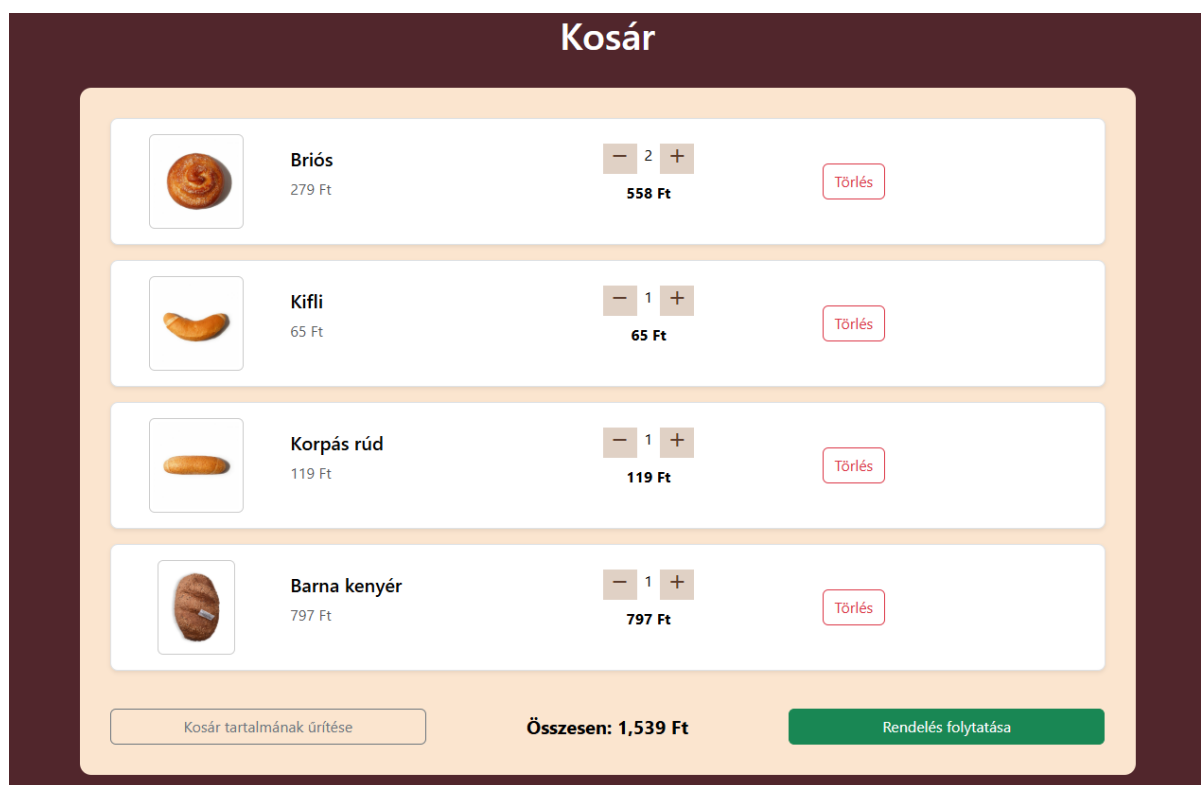 Kosár
Briós
279 Ft
− 2 +
558 Ft
Törlés
Kifli
65 Ft
− 1 +
65 Ft
Törlés
Korpás rúd
119 Ft
− 1 +
119 Ft
Törlés
Barna kenyér
797 Ft
− 1 +
797 Ft
Törlés
Kosár tartalmának űrítése
Összesen: 1,539 Ft
Rendelés folytatása